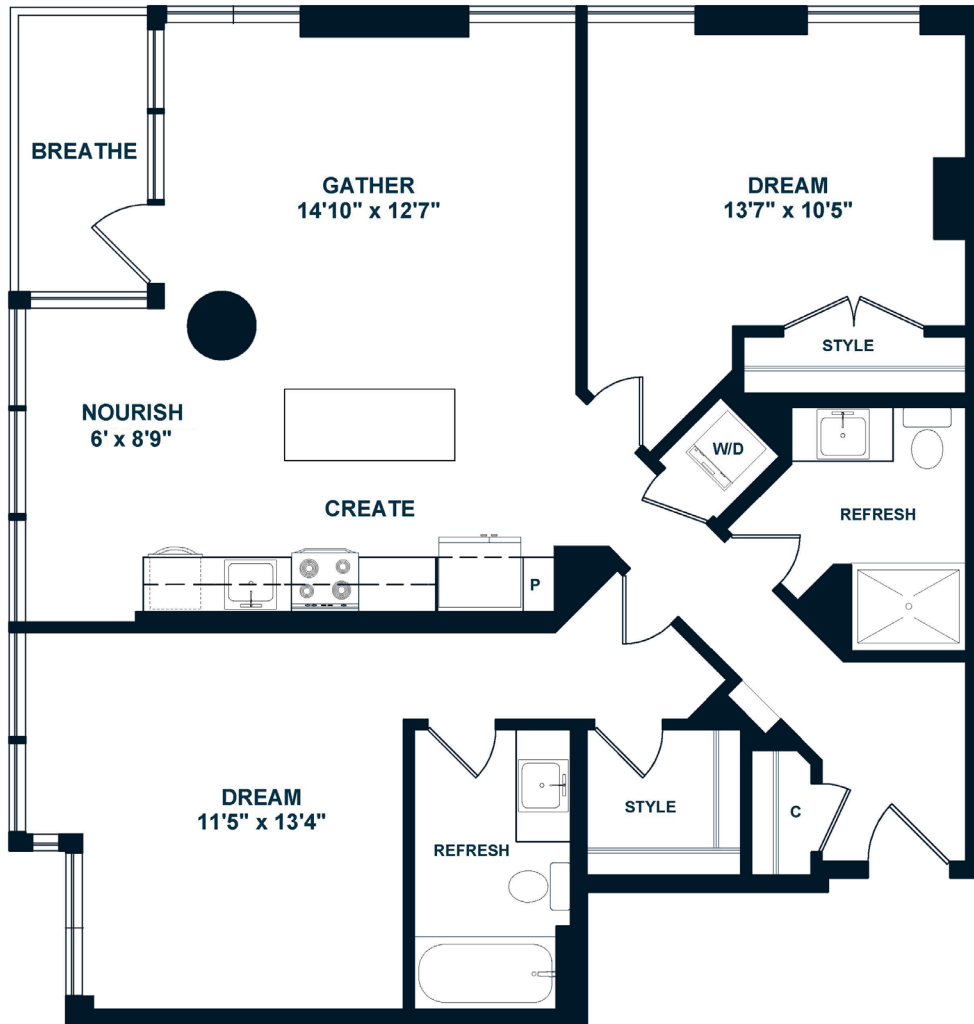 BREATHE
GATHER
14'10" x 12'7"
DREAM
13'7" x 10'5"
STYLE
NOURISH
6' x 8'9"
W/D
CREATE
REFRESH
P
DREAM
11'5" x 13'4"
STYLE
C
REFRESH